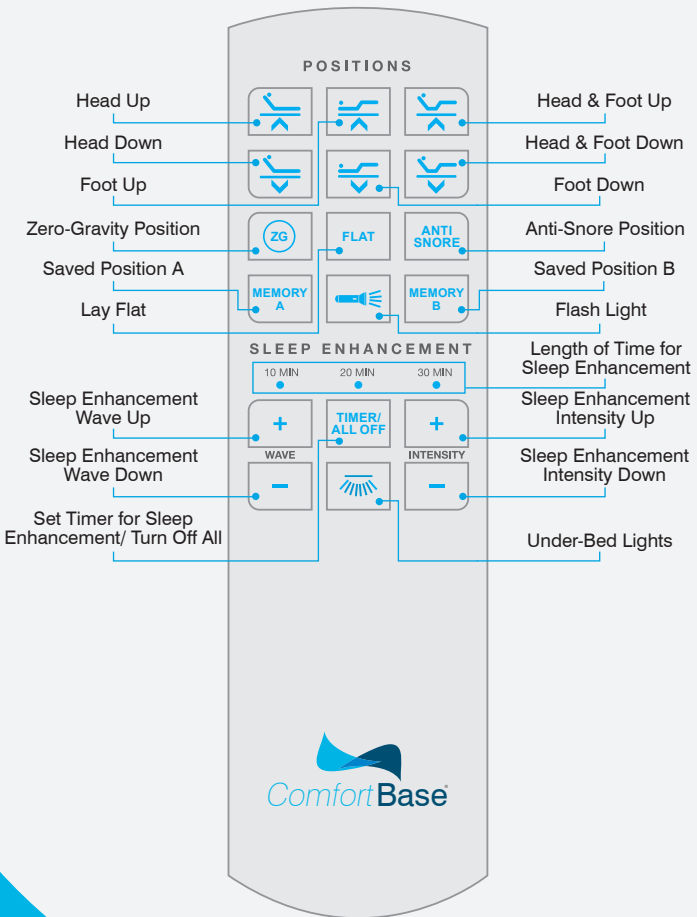 POSITIONS
Head Up
Head & Foot Up
Head Down
Head & Foot Down
Foot Up
Foot Down
Zero-Gravity Position
ZG
FLAT
ANTI
SNORE
Anti-Snore Position
Saved Position A
Saved Position B
MEMORY
A
MEMORY
B
Lay Flat
Flash Light
SLEEP ENHANCEMENT
Length of Time for
Sleep Enhancement
10 MIN 20 MIN 30 MIN
Sleep Enhancement
Wave Up
+
TIMER/
ALL OFF
+
Sleep Enhancement
Intensity Up
WAVE
INTENSITY
Sleep Enhancement
Wave Down
−
−
Sleep Enhancement
Intensity Down
Set Timer for Sleep
Enhancement/ Turn Off All
Under-Bed Lights
ComfortBase